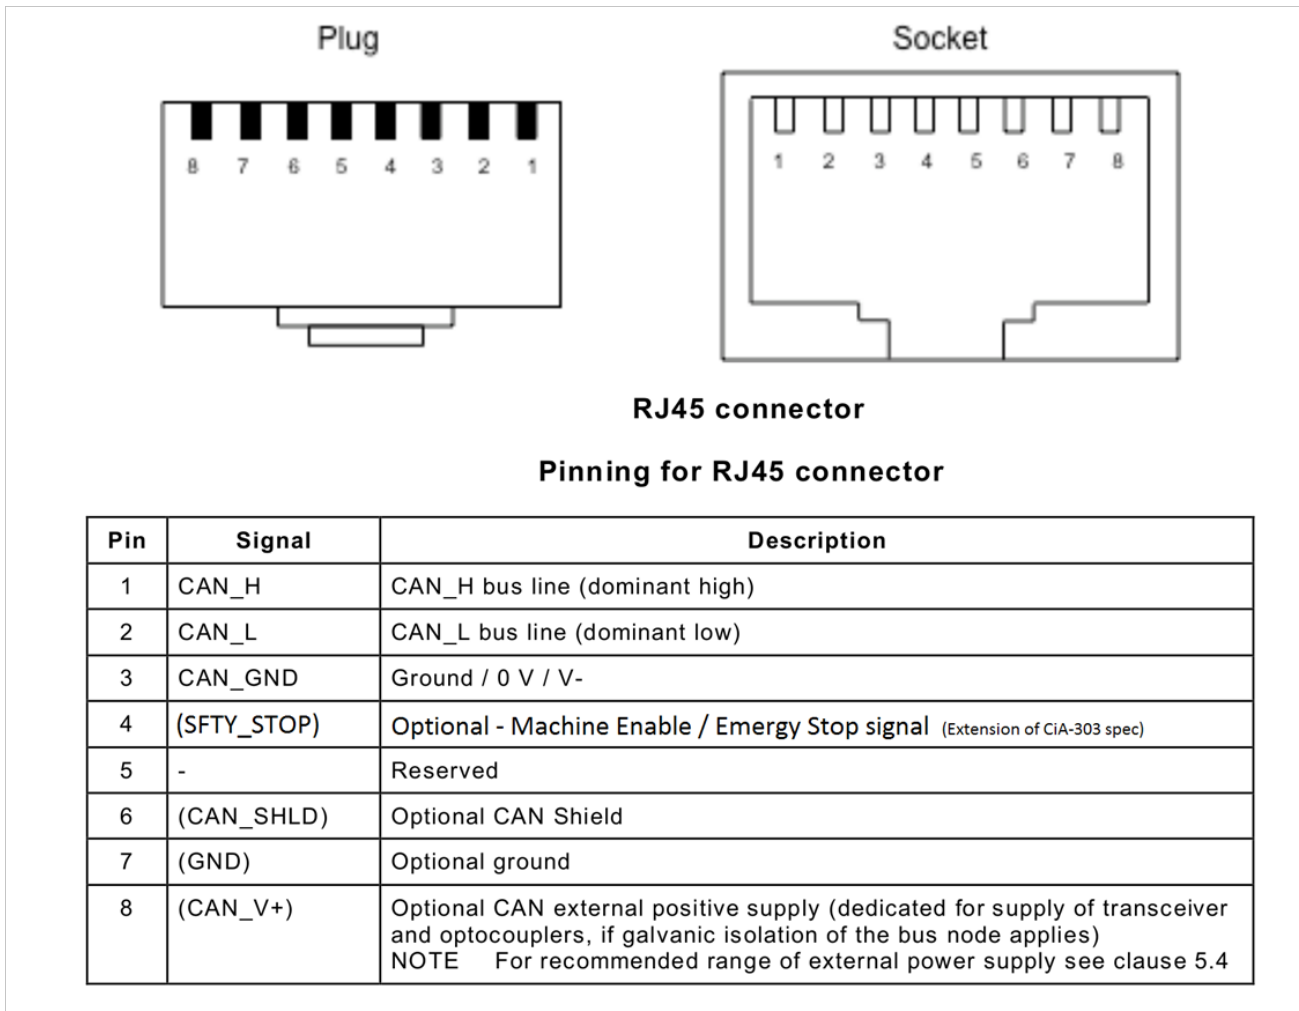 Plug
Socket
8 7 6 5 4 3 2 1
1 2 3 4 5 6 7 8
RJ45 connector
Pinning for RJ45 connector
Pin Signal Description
1 CAN_H CAN_H bus line (dominant high)
2 CAN_L CAN_L bus line (dominant low)
3 CAN_GND Ground / 0 V / V-
4 (SFTY_STOP) Optional - Machine Enable / Emergy Stop signal (Extension of CiA-303 spec)
5 - Reserved
6 (CAN_SHLD) Optional CAN Shield
7 (GND) Optional ground
8 (CAN_V+) Optional CAN external positive supply (dedicated for supply of transceiver
and optocouplers, if galvanic isolation of the bus node applies)
NOTE For recommended range of external power supply see clause 5.4